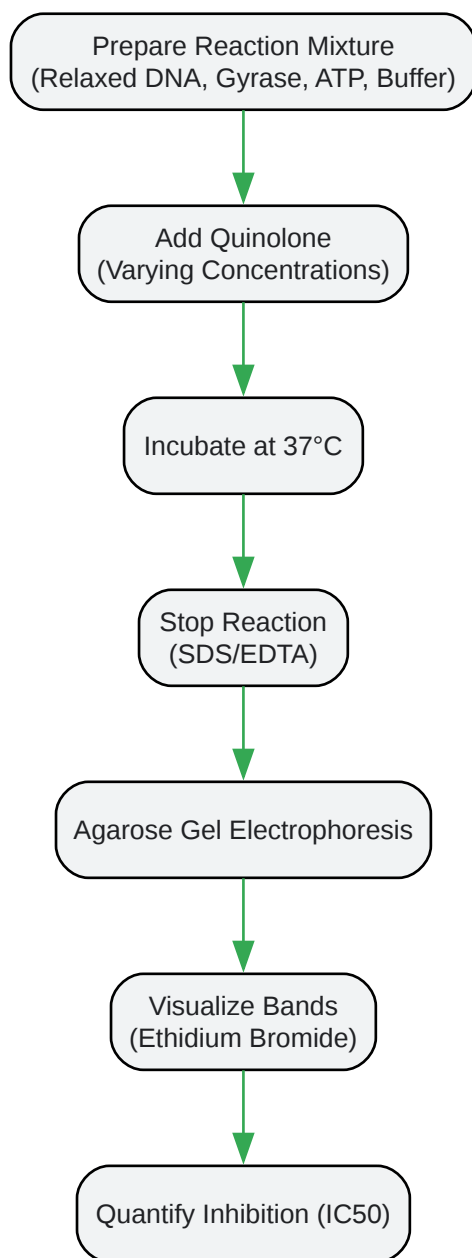 Prepare Reaction Mixture
(Relaxed DNA, Gyrase, ATP, Buffer)
Add Quinolone
(Varying Concentrations)
Incubate at 37°C
Stop Reaction
(SDS/EDTA)
Agarose Gel Electrophoresis
Visualize Bands
(Ethidium Bromide)
Quantify Inhibition (IC50)